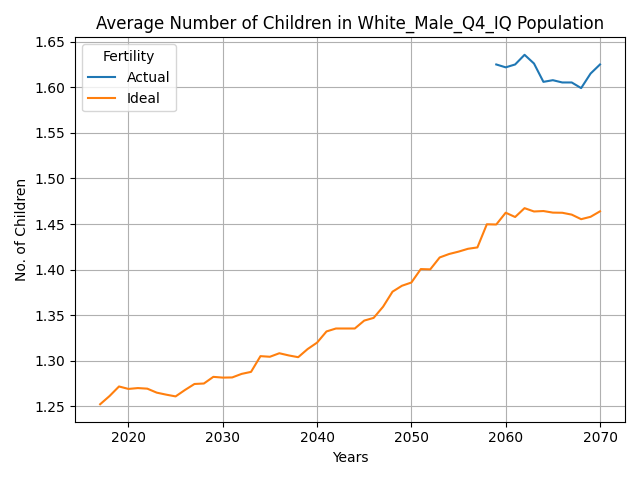 Average Number of Children in White_Male_Q4_IQ Population
No. of Children
1.65
1.60
1.55
1.50
1.45
1.40
1.35
1.30
1.25
Fertility
Actual
Ideal
2020 2030 2040 2050 2060 2070
Years